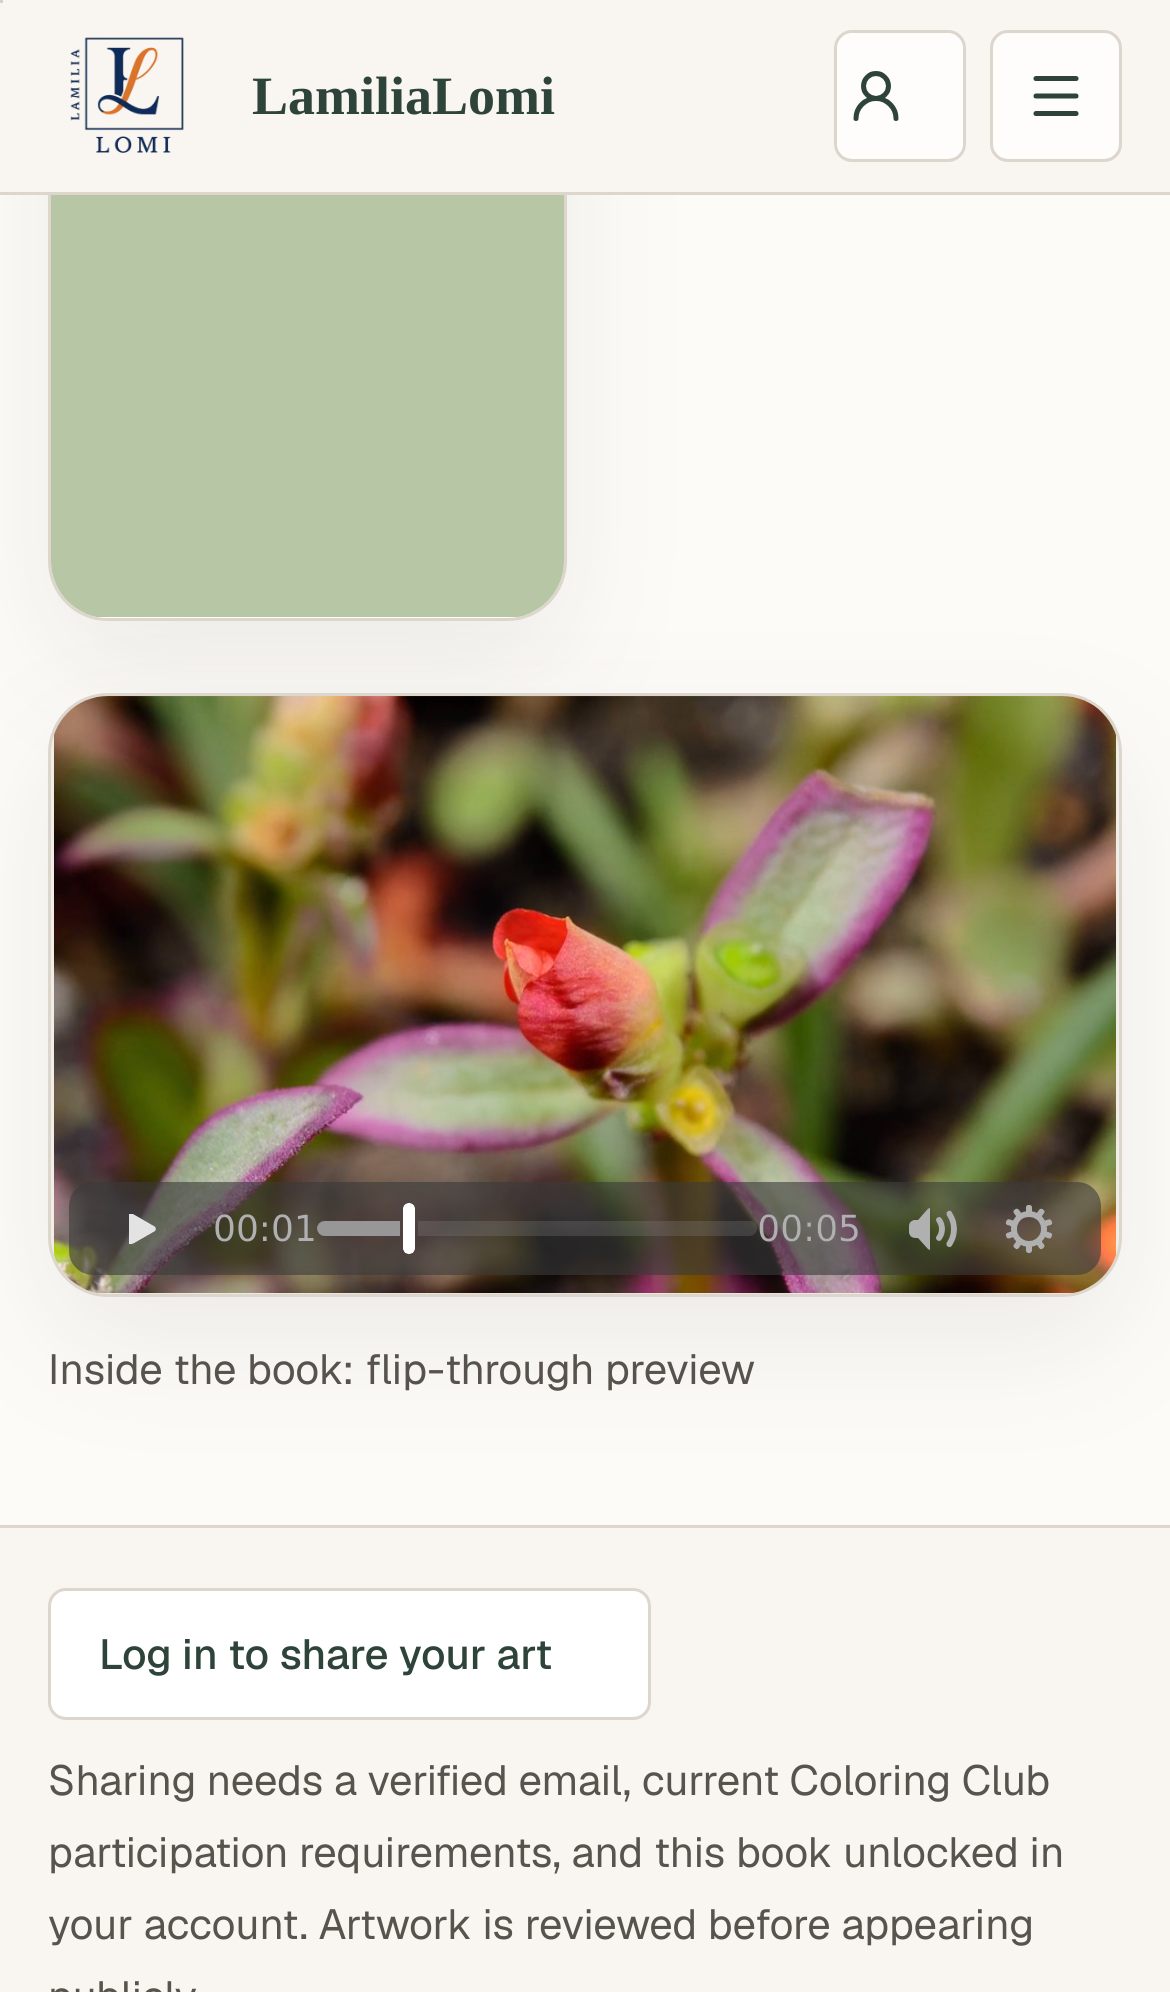 LAMILIA
L
LOMI
LamiliaLomi
00:01
00:05
Inside the book: flip-through preview
Log in to share your art
Sharing needs a verified email, current Coloring Club
participation requirements, and this book unlocked in
your account. Artwork is reviewed before appearing
publicly.